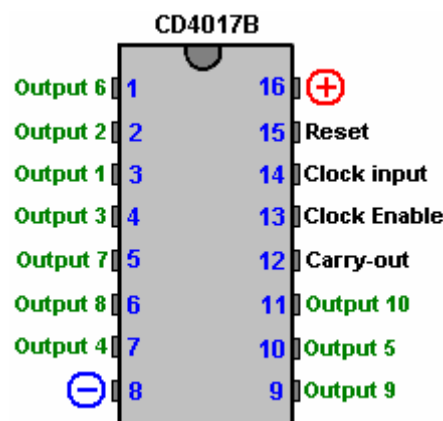 CD4017B
Output 6 1 16 +
Output 2 2 15 Reset
Output 1 3 14 Clock input
Output 3 4 13 Clock Enable
Output 7 5 12 Carry-out
Output 8 6 11 Output 10
Output 4 7 10 Output 5
− 8 9 Output 9